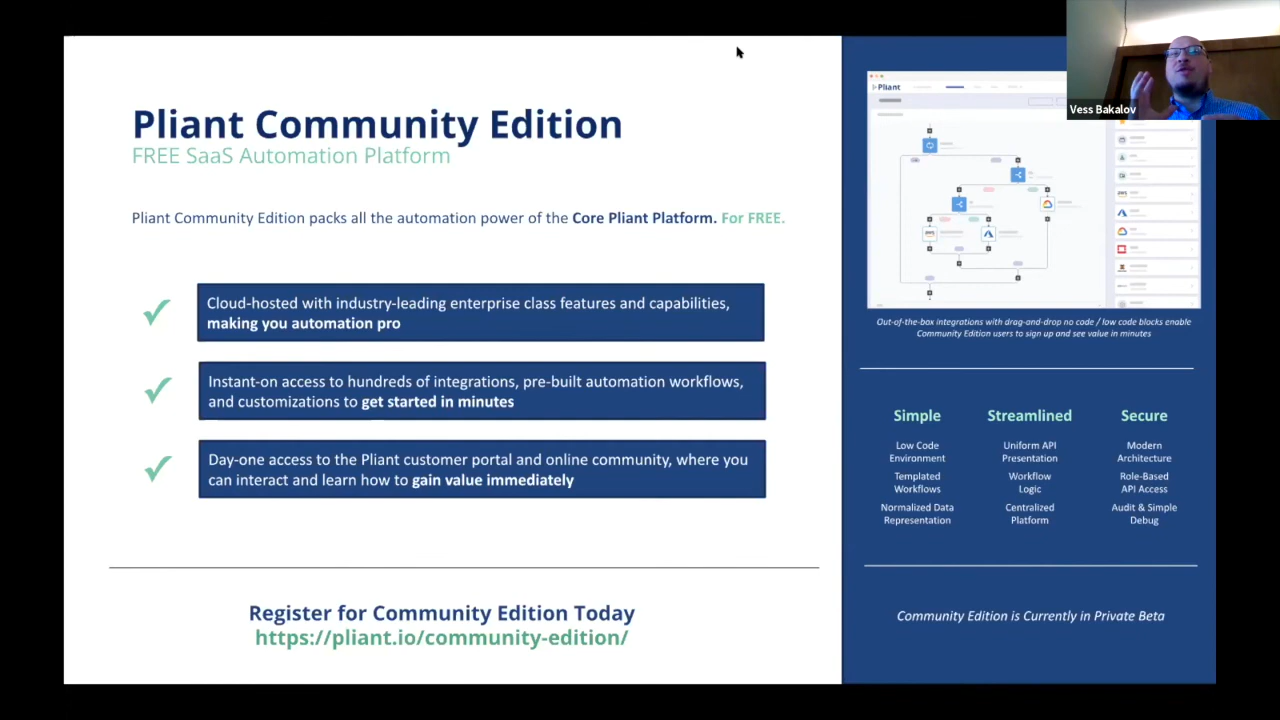 Pliant Community Edition
FREE SaaS Automation Platform
Pliant Community Edition packs all the automation power of the Core Pliant Platform. For FREE.
Cloud-hosted with industry-leading enterprise class features and capabilities,
making you automation pro
Instant-on access to hundreds of integrations, pre-built automation workflows,
and customizations to get started in minutes
Day-one access to the Pliant customer portal and online community, where you
can interact and learn how to gain value immediately
Register for Community Edition Today
https://pliant.io/community-edition/
Vess Bakalov
Pliant
aws
aws
Out-of-the-box integrations with drag-and-drop no code / low code blocks enable
Community Edition users to sign up and see value in minutes
Simple
Low Code
Environment
Templated
Workflows
Normalized Data
Representation
Streamlined
Uniform API
Presentation
Workflow
Logic
Centralized
Platform
Secure
Modern
Architecture
Role-Based
API Access
Audit & Simple
Debug
Community Edition is Currently in Private Beta